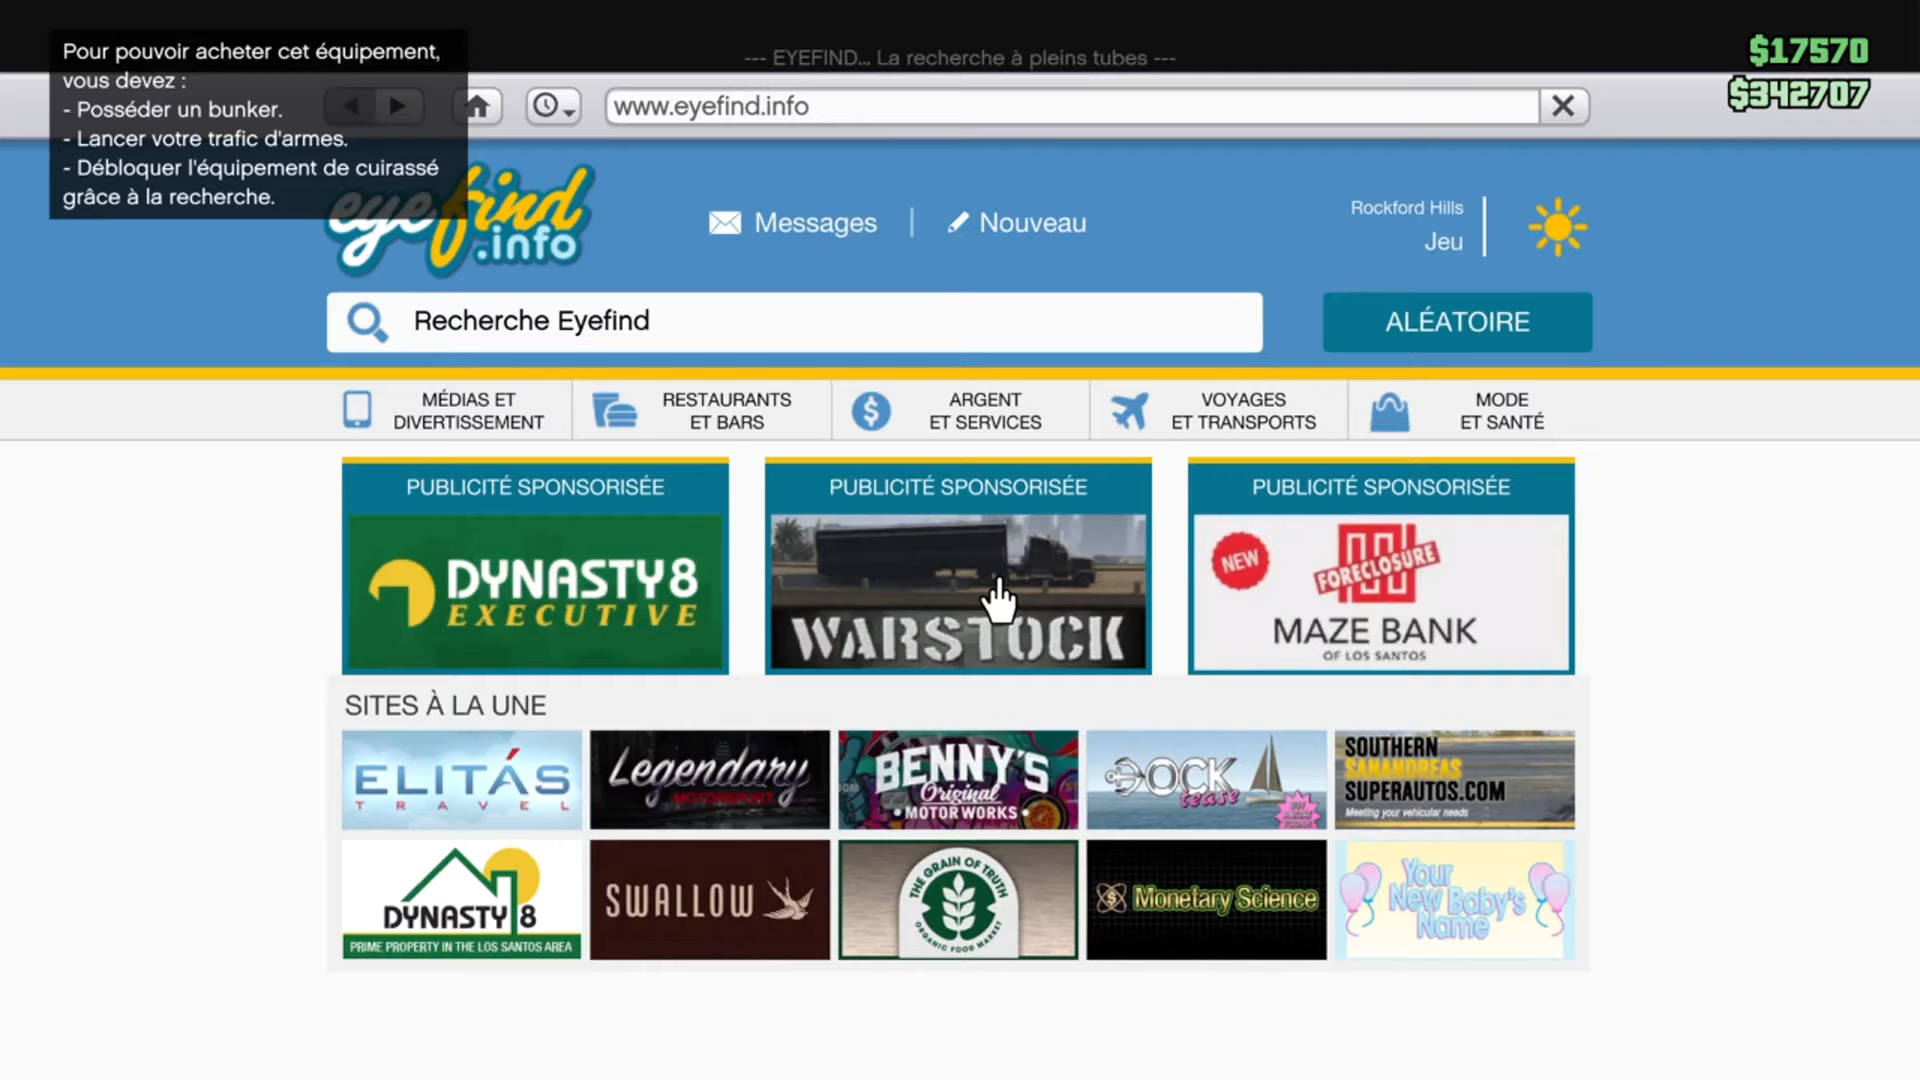 Pour pouvoir acheter cet équipement,
vous devez :
- Posséder un bunker.
- Lancer votre trafic d'armes.
- Débloquer l'équipement de cuirassé
grâce à la recherche.
--- EYEFIND... La recherche à pleins tubes ---
$17570
$342707
www.eyefind.info
eyefind
.info
Messages
Nouveau
Rockford Hills
Jeu
Recherche Eyefind
ALÉATOIRE
MÉDIAS ET
DIVERTISSEMENT
RESTAURANTS
ET BARS
ARGENT
ET SERVICES
VOYAGES
ET TRANSPORTS
MODE
ET SANTÉ
PUBLICITÉ SPONSORISÉE
DYNASTY8
EXECUTIVE
PUBLICITÉ SPONSORISÉE
WARSTOCK
PUBLICITÉ SPONSORISÉE
NEW
FORECLOSURE
MAZE BANK
OF LOS SANTOS
SITES À LA UNE
ELITÁS
TRAVEL
Legendary
MOTORSPORT
BENNY'S
Original
• MOTOR WORKS •
DOCK
tease
SOUTHERN
SANANDREAS
SUPERAUTOS.COM
Meeting your vehicular needs
DYNASTY 8
PRIME PROPERTY IN THE LOS SANTOS AREA
SWALLOW
THE GRAIN OF TRUTH
ORGANIC FOOD MARKET
Monetary Science
Your
New Baby's
Name